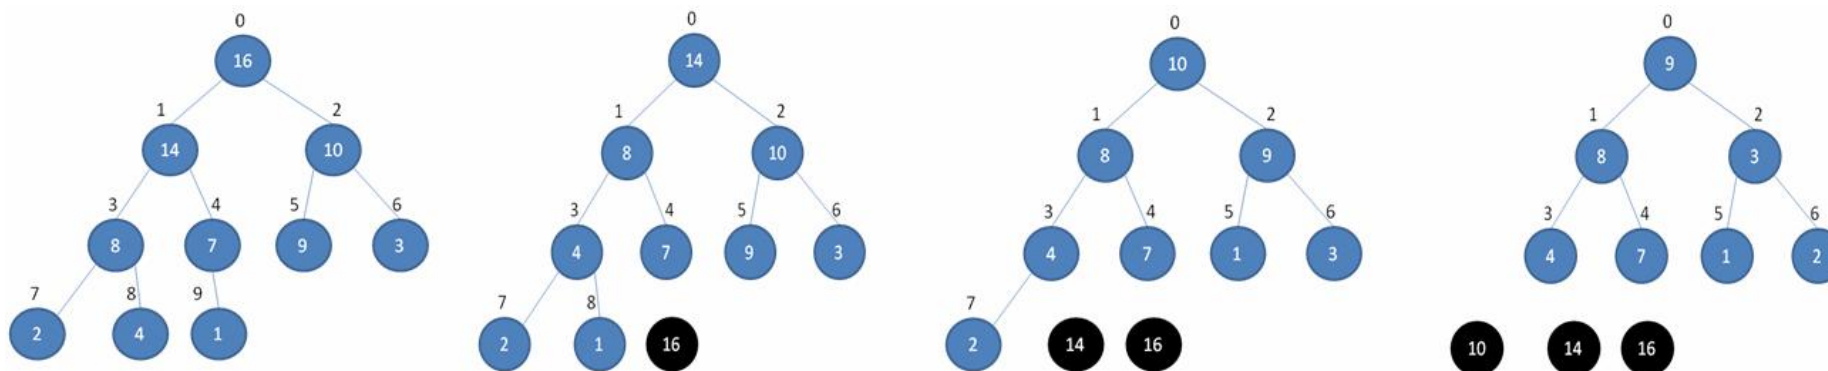 0 0 0 0
16 14 10 9
1 2 1 2 1 2 1 2
14 10 8 10 8 9 8 3
3 4 5 6 3 4 5 6 3 4 5 6 3 4 5 6
8 7 9 3 4 7 9 3 4 7 1 3 4 7 1 2
7 8 9 7 8 7
2 4 1 2 1 16 2 14 16 10 14 16